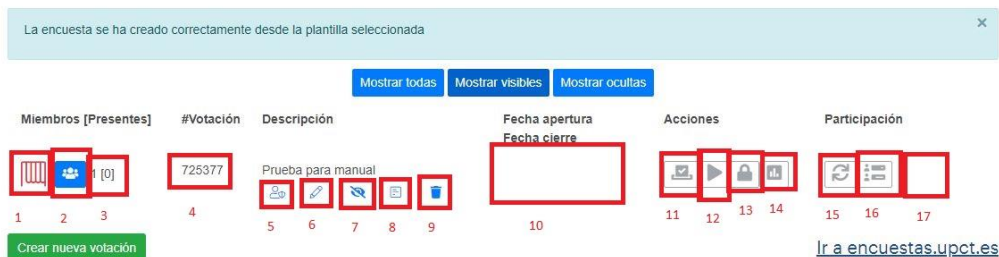 La encuesta se ha creado correctamente desde la plantilla seleccionada ×
Mostrar todas Mostrar visibles Mostrar ocultas
Miembros [Presentes] #Votación Descripción Fecha apertura Acciones Participación
Fecha cierre
1 [0] 725377 Prueba para manual
1 2 3 4 5 6 7 8 9 10 11 12 13 14 15 16 17
Crear nueva votación Ir a encuestas.upct.es